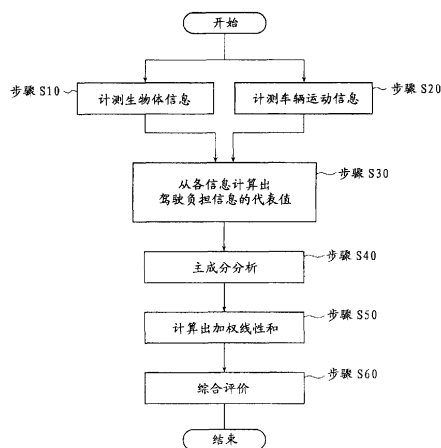 开始
步骤 S10
计测生物体信息
计测车辆运动信息
步骤 S20
步骤 S30
从各信息计算出
驾驶负担信息的代表值
步骤 S40
主成分分析
步骤 S50
计算出加权线性和
步骤 S60
综合评价
结束